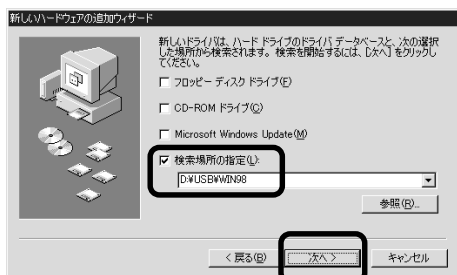 新しいハードウェアの追加ウィザード
新しいドライバは、ハード ドライブのドライバ データベースと、次の選択
した場所から検索されます。検索を開始するには、[次へ] をクリックし
てください。
フロッピー ディスク ドライブ(F)
CD-ROM ドライブ(C)
Microsoft Windows Update(M)
検索場所の指定(L):
D:¥USB¥WIN98
参照(R)...
< 戻る(B)
次へ >
キャンセル